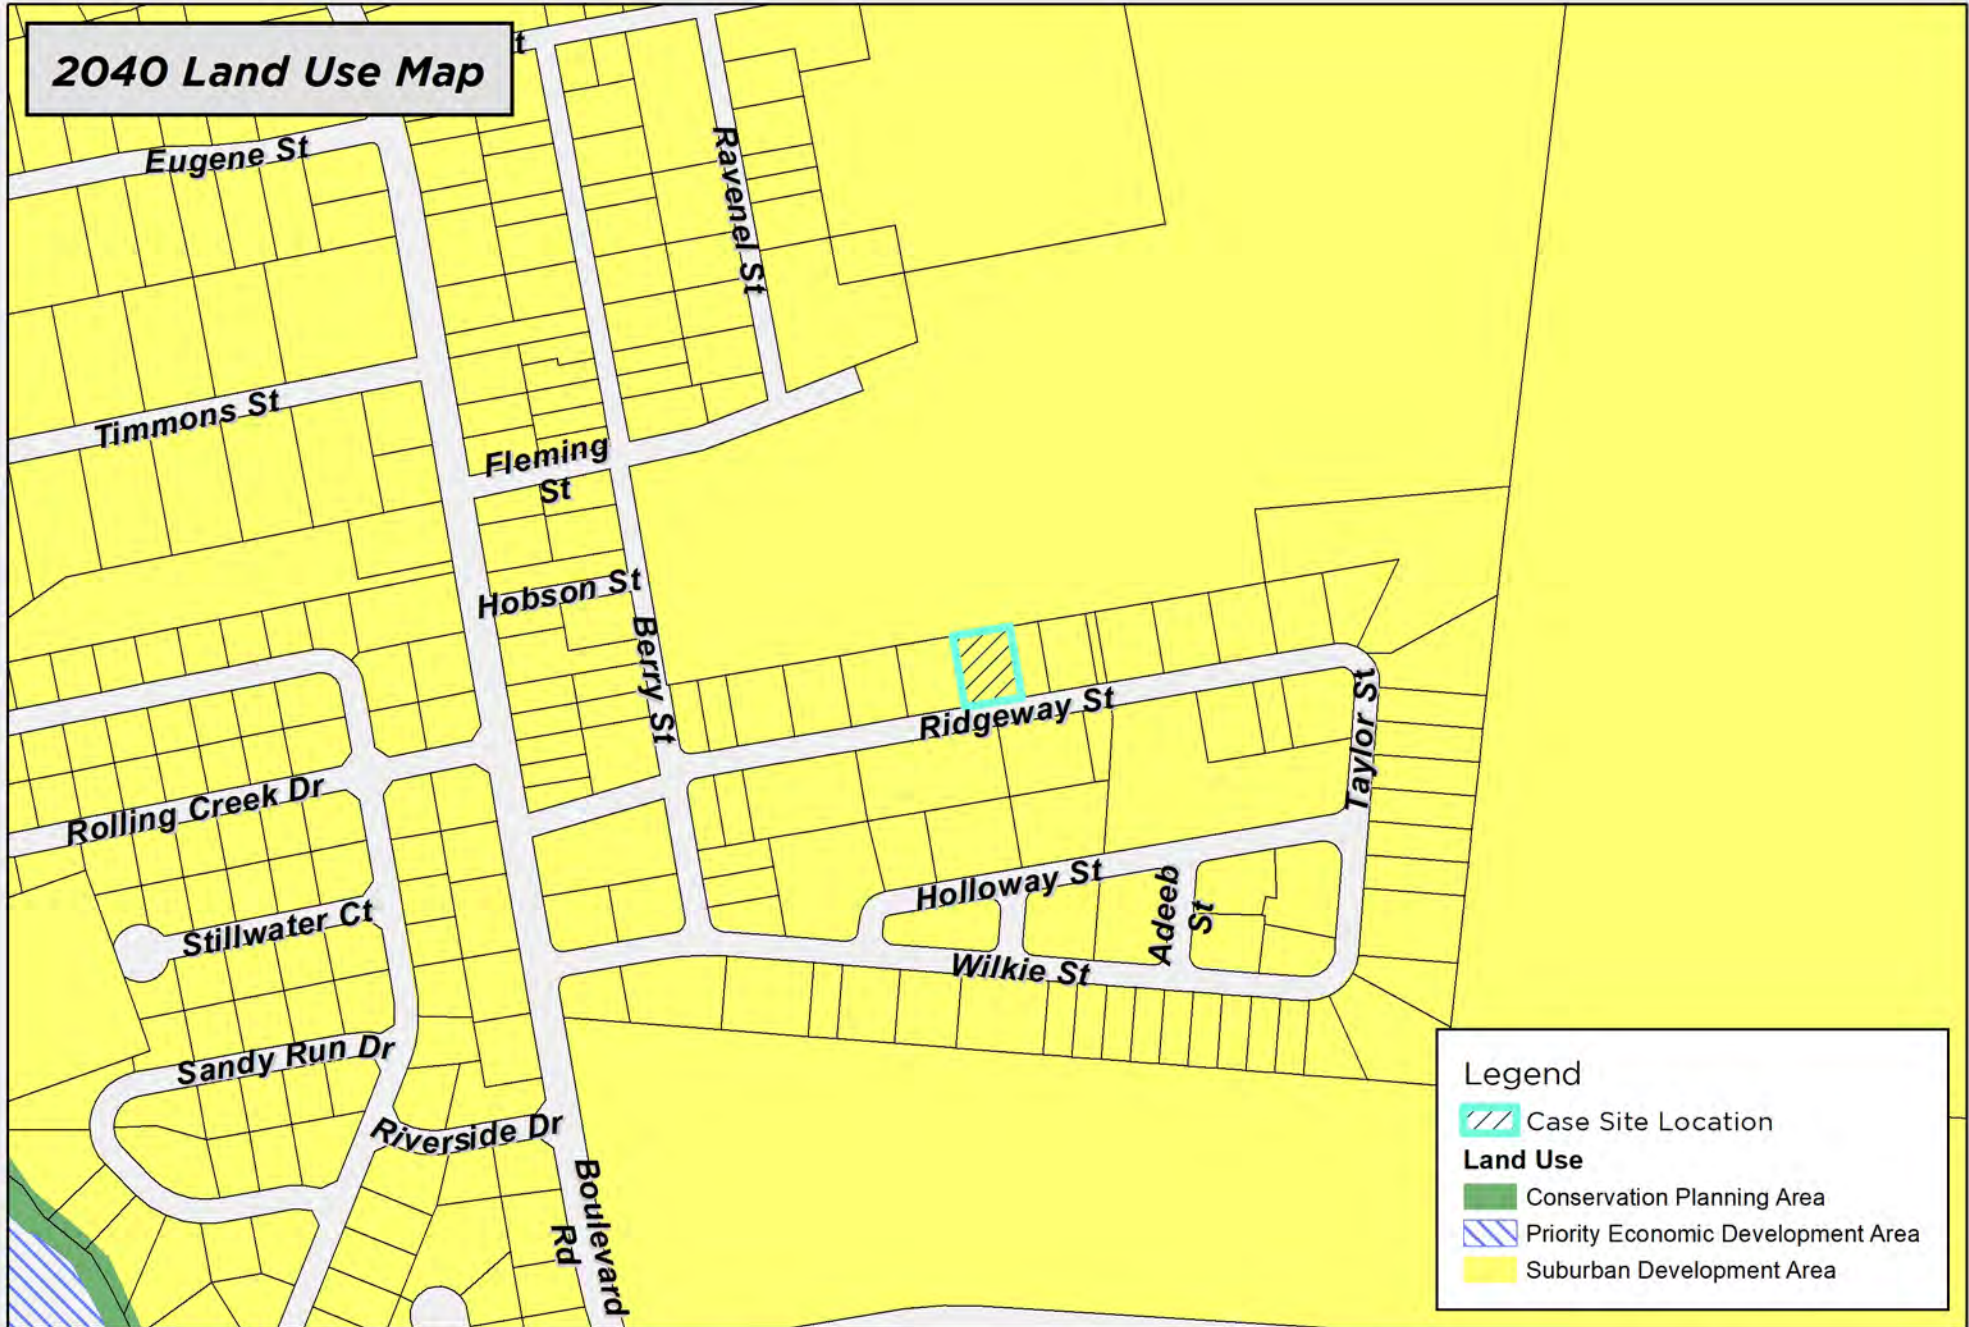 2040 Land Use Map
t
Eugene St
Ravenel St
Timmons St
Fleming
St
Hobson St
Berry St
Ridgeway St
Taylor St
Rolling Creek Dr
Holloway St
Adeeb
St
Stillwater Ct
Wilkie St
Sandy Run Dr
Riverside Dr
Boulevard
Rd
Legend
Case Site Location
Land Use
Conservation Planning Area
Priority Economic Development Area
Suburban Development Area